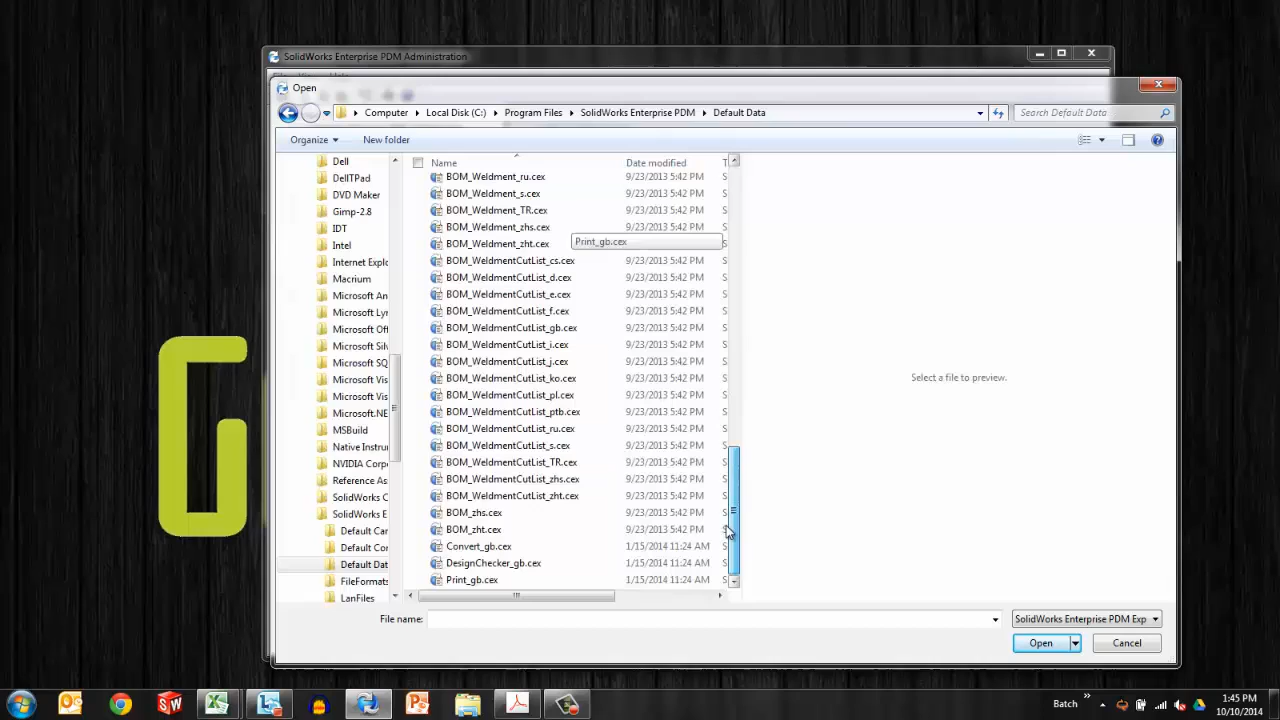 SolidWorks Enterprise PDM Administration
Open
Computer Local Disk (C:) Program Files SolidWorks Enterprise PDM Default Data Search Default Data
Organize New folder
Name Date modified T
Dell
DellTPad
DVD Maker
Gimp-2.8
IDT
Intel
Internet Explo
Macrium
Microsoft An
Microsoft Lyn
Microsoft Off
Microsoft Silv
Microsoft SQ
Microsoft Vis
Microsoft Vis
Microsoft.NE
MSBuild
Native Instru
NVIDIA Corp
Reference As
SolidWorks C
SolidWorks E
Default Car
Default Cor
Default Dat
FileFormats
LanFiles
BOM_Weldment_ru.cex 9/23/2013 5:42 PM
BOM_Weldment_s.cex 9/23/2013 5:42 PM S
BOM_Weldment_TR.cex 9/23/2013 5:42 PM S
BOM_Weldment_zhs.cex 9/23/2013 5:42 PM S
BOM_Weldment_zht.cex
Print_gb.cex
BOM_WeldmentCutList_cs.cex 9/23/2013 5:42 PM S
BOM_WeldmentCutList_d.cex 9/23/2013 5:42 PM S
BOM_WeldmentCutList_e.cex 9/23/2013 5:42 PM S
BOM_WeldmentCutList_f.cex 9/23/2013 5:42 PM S
BOM_WeldmentCutList_gb.cex 9/23/2013 5:42 PM S
BOM_WeldmentCutList_i.cex 9/23/2013 5:42 PM S
BOM_WeldmentCutList_j.cex 9/23/2013 5:42 PM S
BOM_WeldmentCutList_ko.cex 9/23/2013 5:42 PM S
BOM_WeldmentCutList_pl.cex 9/23/2013 5:42 PM S
BOM_WeldmentCutList_ptb.cex 9/23/2013 5:42 PM S
BOM_WeldmentCutList_ru.cex 9/23/2013 5:42 PM S
BOM_WeldmentCutList_s.cex 9/23/2013 5:42 PM S
BOM_WeldmentCutList_TR.cex 9/23/2013 5:42 PM S
BOM_WeldmentCutList_zhs.cex 9/23/2013 5:42 PM S
BOM_WeldmentCutList_zht.cex 9/23/2013 5:42 PM S
BOM_zhs.cex 9/23/2013 5:42 PM S
BOM_zht.cex 9/23/2013 5:42 PM
Convert_gb.cex 1/15/2014 11:24 AM S
DesignChecker_gb.cex 1/15/2014 11:24 AM S
Print_gb.cex 1/15/2014 11:24 AM S
Select a file to preview.
File name: SolidWorks Enterprise PDM Exp
Open Cancel
Batch
1:45 PM
10/10/2014